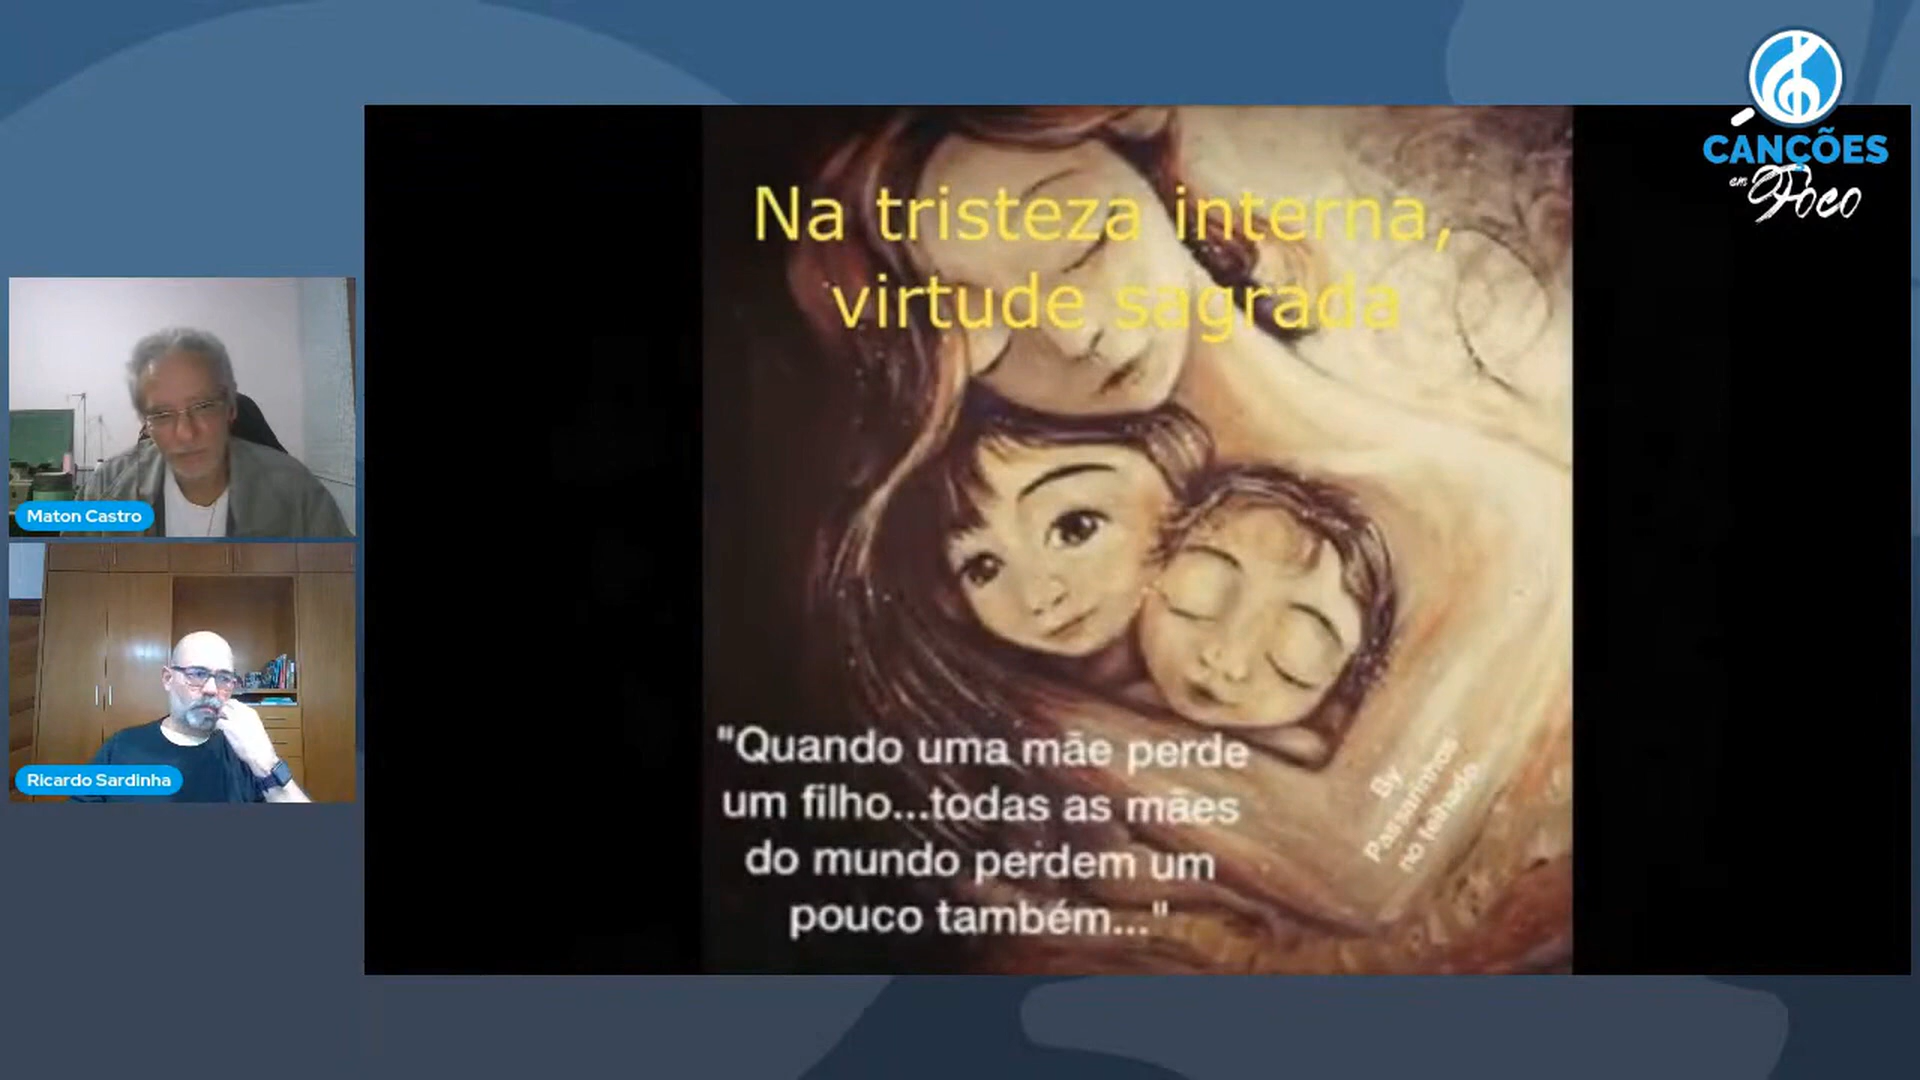 CANÇÕES
em Foco
Na tristeza interna,
virtude sagrada
Maton Castro
Ricardo Sardinha
"Quando uma mãe perde
um filho...todas as mães
do mundo perdem um
pouco também..."
By
Passarinhos
no telhado